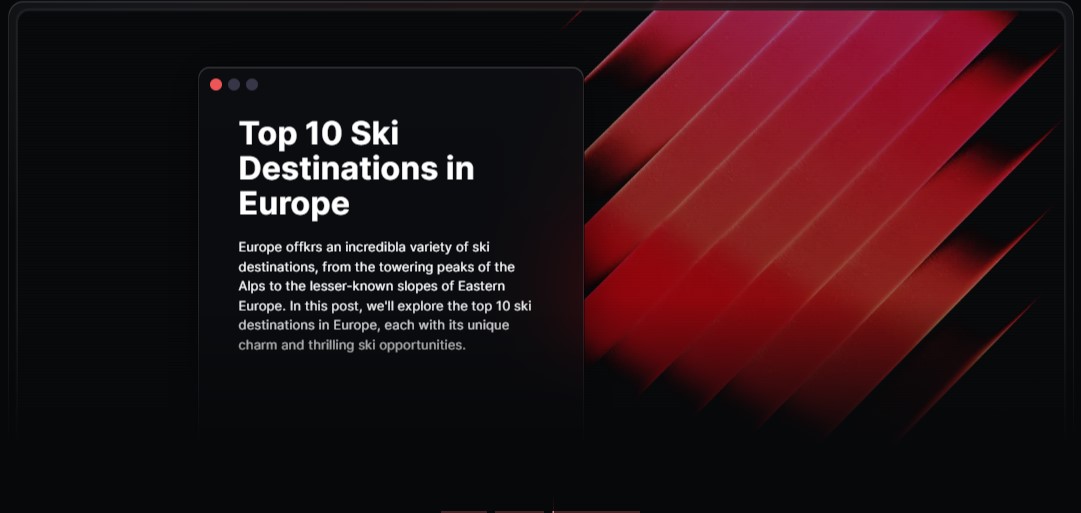 Top 10 Ski
Destinations in
Europe
Europe offkrs an incredibla variety of ski
destinations, from the towering peaks of the
Alps to the lesser-known slopes of Eastern
Europe. In this post, we'll explore the top 10 ski
destinations in Europe, each with its unique
charm and thrilling ski opportunities.